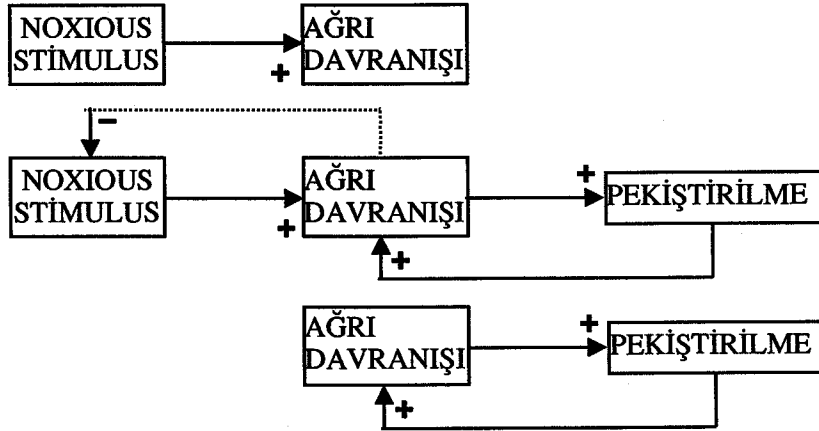 NOXIOUS
STİMULUS
+
AĞRI
DAVRANIŞI
−
NOXIOUS
STİMULUS
+
AĞRI
DAVRANIŞI
+
PEKİŞTİRİLME
+
AĞRI
DAVRANIŞI
+
PEKİŞTİRİLME
+